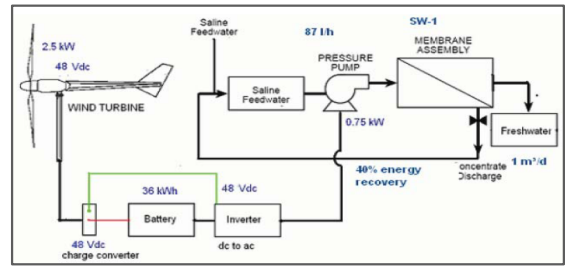 Saline
Feedwater
87 l/h
SW-1
MEMBRANE
ASSEMBLY
2.5 kW
48 Vdc
PRESSURE
PUMP
WIND TURBINE
Saline
Feedwater
0.75 kW
Freshwater
40% energy
recovery
oncentrate
Discharge
1 m³/d
36 kWh
48 Vdc
Battery
Inverter
48 Vdc
charge converter
dc to ac